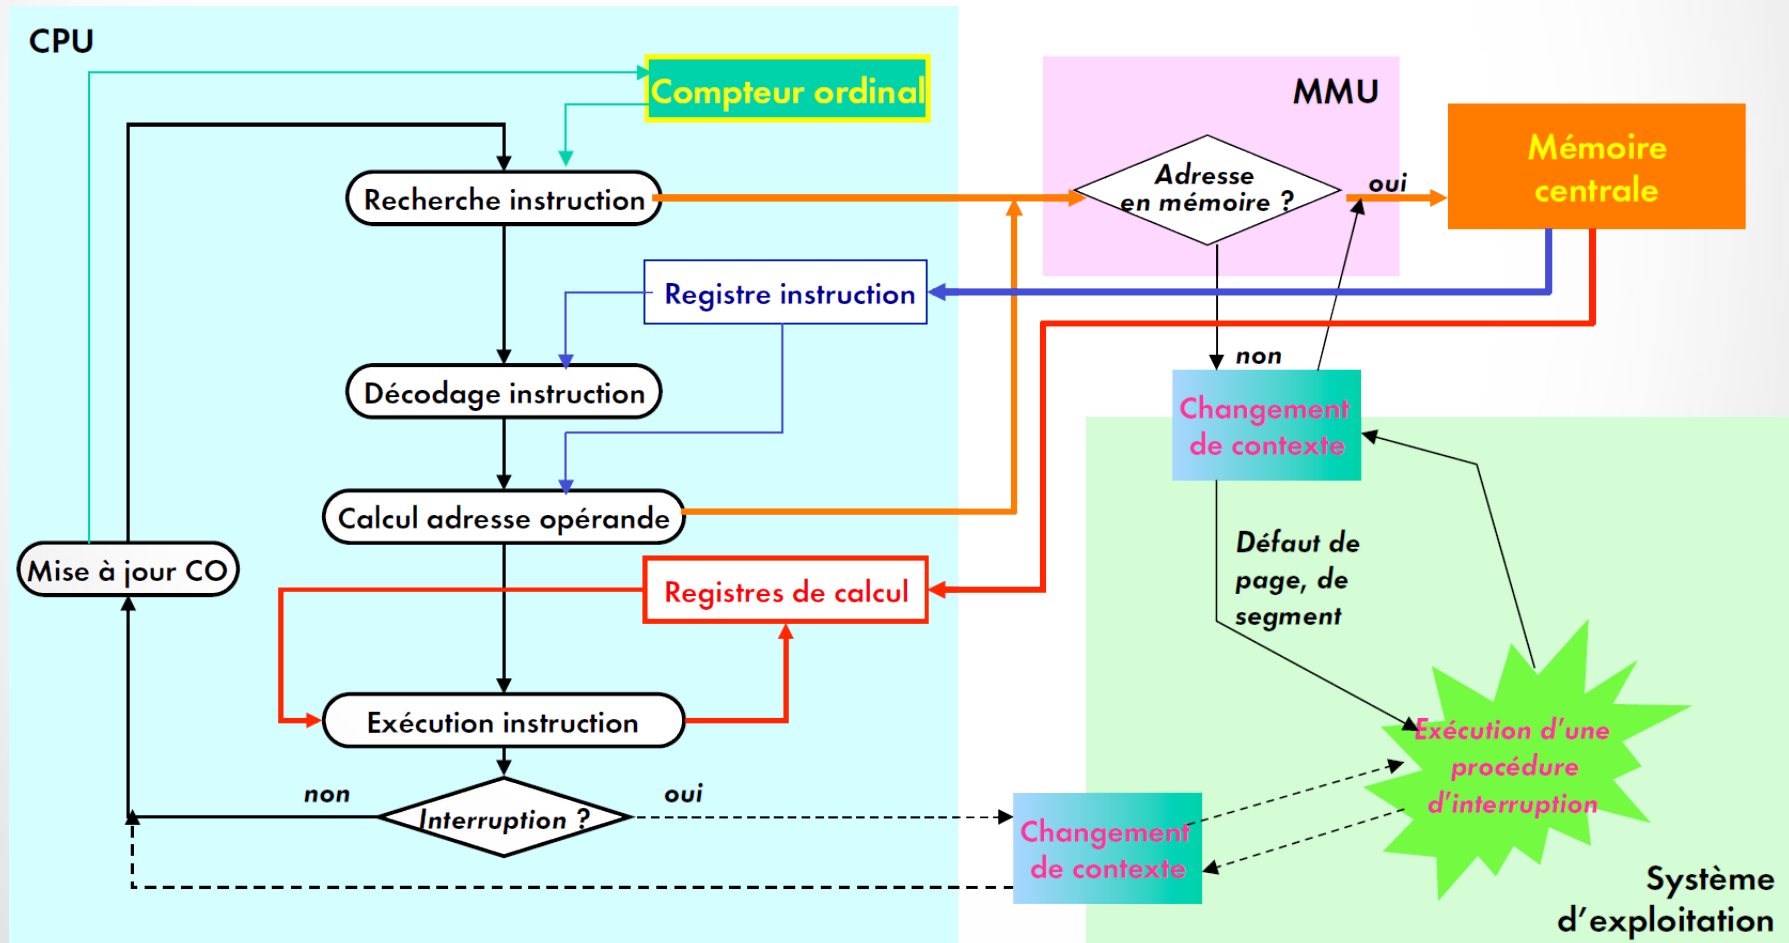 CPU
Compteur ordinal
MMU
Mémoire
centrale
Adresse
en mémoire ?
oui
Recherche instruction
Registre instruction
non
Décodage instruction
Changement
de contexte
Calcul adresse opérande
Défaut de
page, de
segment
Mise à jour CO
Registres de calcul
Exécution instruction
Exécution d'une
procédure
d'interruption
non
oui
Interruption ?
Changement
de contexte
Système
d'exploitation